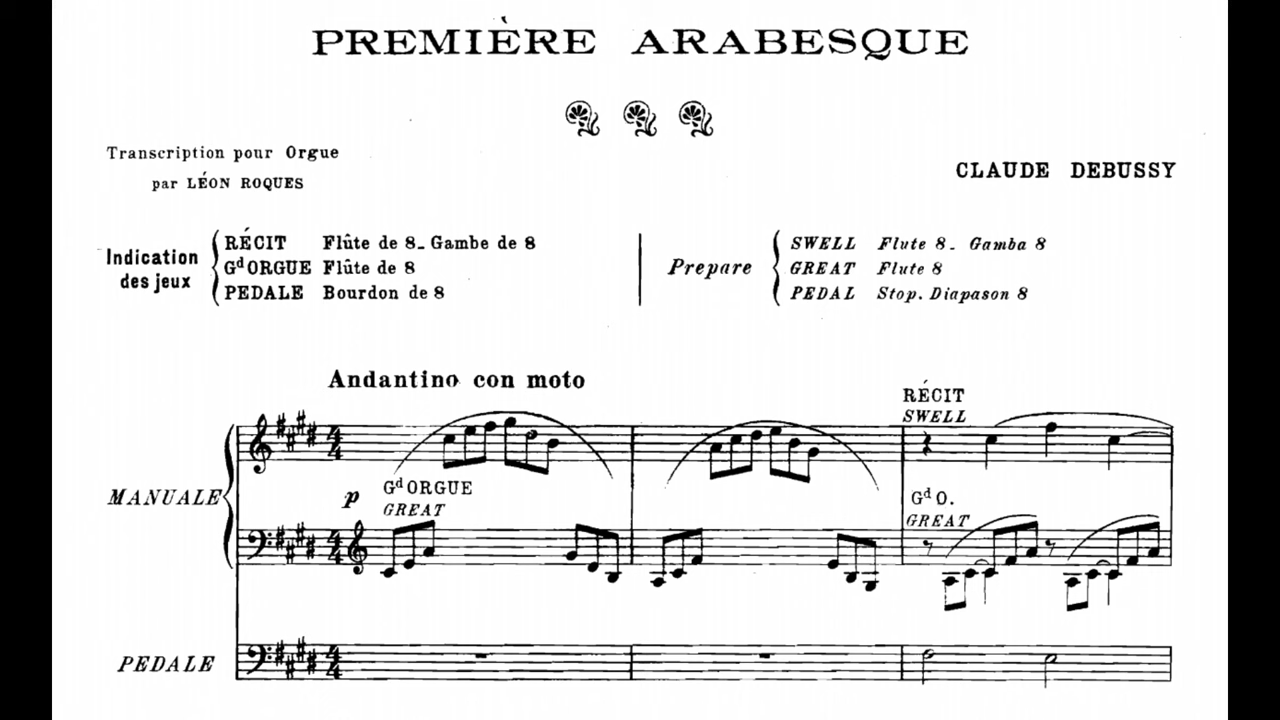 PREMIÈRE ARABESQUE
Transcription pour Orgue
par LÉON ROQUES
CLAUDE DEBUSSY
Indication
des jeux
RÉCIT Flûte de 8_ Gambe de 8
Gd ORGUE Flûte de 8
PEDALE Bourdon de 8
Prepare
SWELL Flute 8_ Gamba 8
GREAT Flute 8
PEDAL Stop. Diapason 8
Andantino con moto
RÉCIT
SWELL
MANUALE
p
Gd ORGUE
GREAT
Gd O.
GREAT
PEDALE